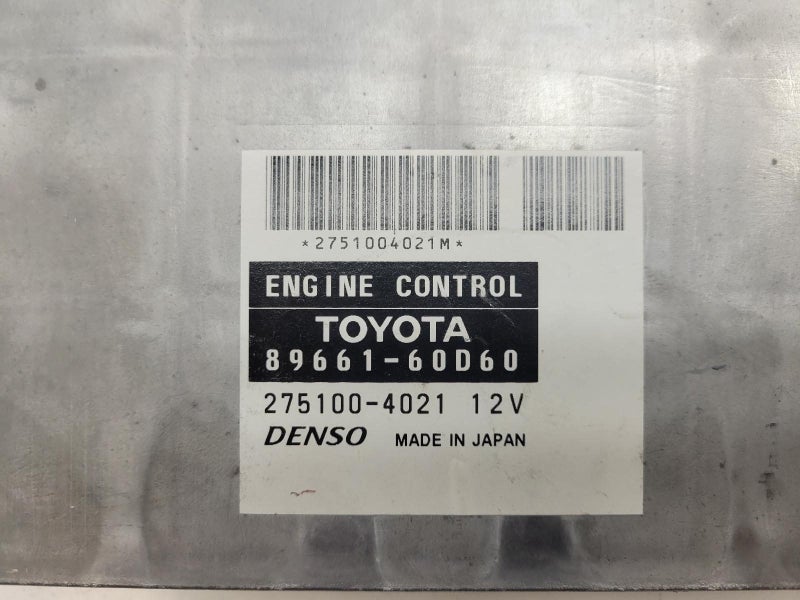 *2751004021M*
ENGINE CONTROL
TOYOTA
89661-60D60
275100-4021 12V
DENSO MADE IN JAPAN